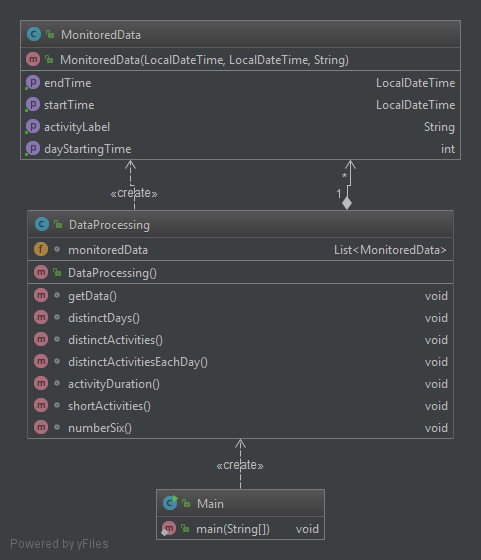 MonitoredData
MonitoredData(LocalDateTime, LocalDateTime, String)
endTime LocalDateTime
startTime LocalDateTime
activityLabel String
dayStartingTime int
«create»
*
1
DataProcessing
monitoredData List<MonitoredData>
DataProcessing()
getData() void
distinctDays() void
distinctActivities() void
distinctActivitiesEachDay() void
activityDuration() void
shortActivities() void
numberSix() void
«create»
Main
main(String[]) void
Powered by yFiles